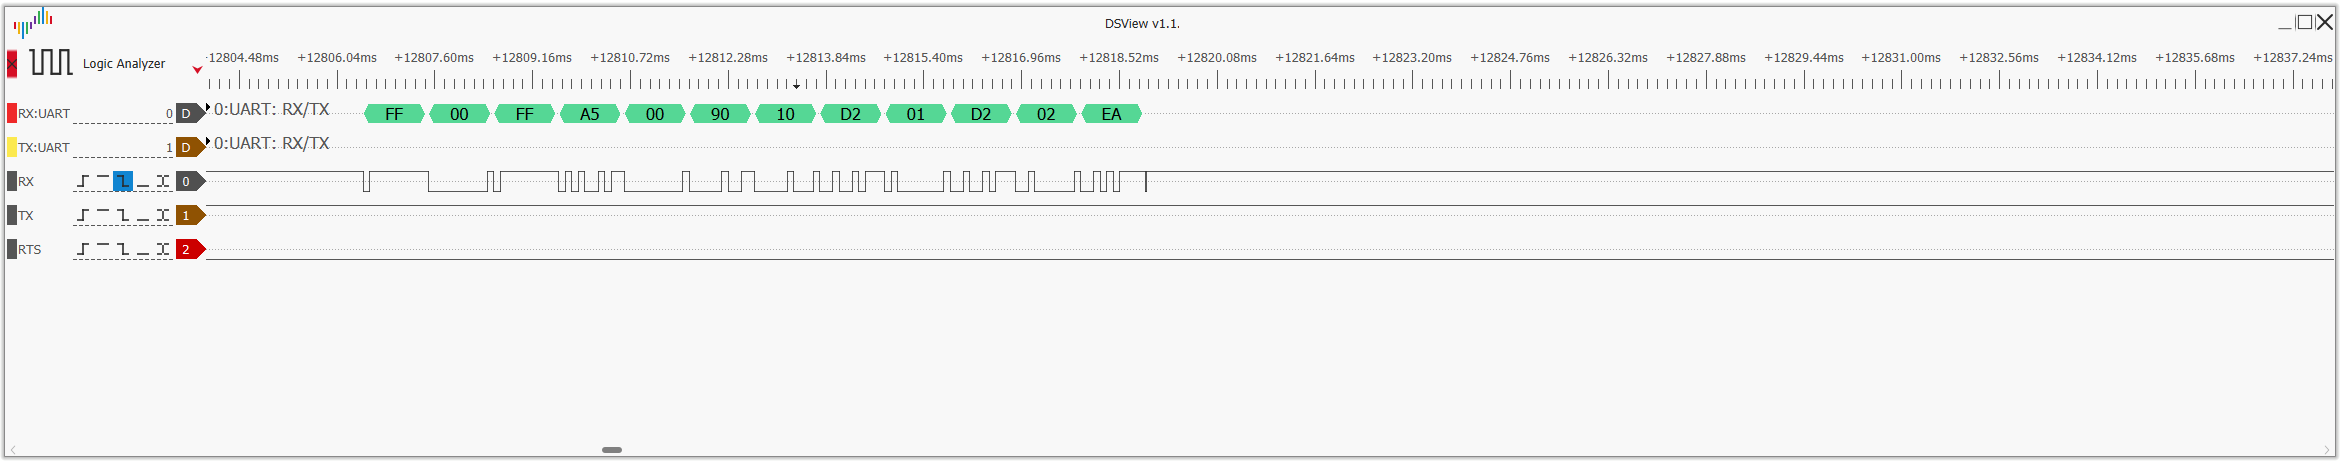 DSView v1.1.
Logic Analyzer
12804.48ms +12806.04ms +12807.60ms +12809.16ms +12810.72ms +12812.28ms +12813.84ms +12815.40ms +12816.96ms +12818.52ms +12820.08ms +12821.64ms +12823.20ms +12824.76ms +12826.32ms +12827.88ms +12829.44ms +12831.00ms +12832.56ms +12834.12ms +12835.68ms +12837.24ms
RX:UART 0 D 0:UART: RX/TX FF 00 FF A5 00 90 10 D2 01 D2 02 EA
TX:UART 1 D 0:UART: RX/TX
RX 0
TX 1
RTS 2